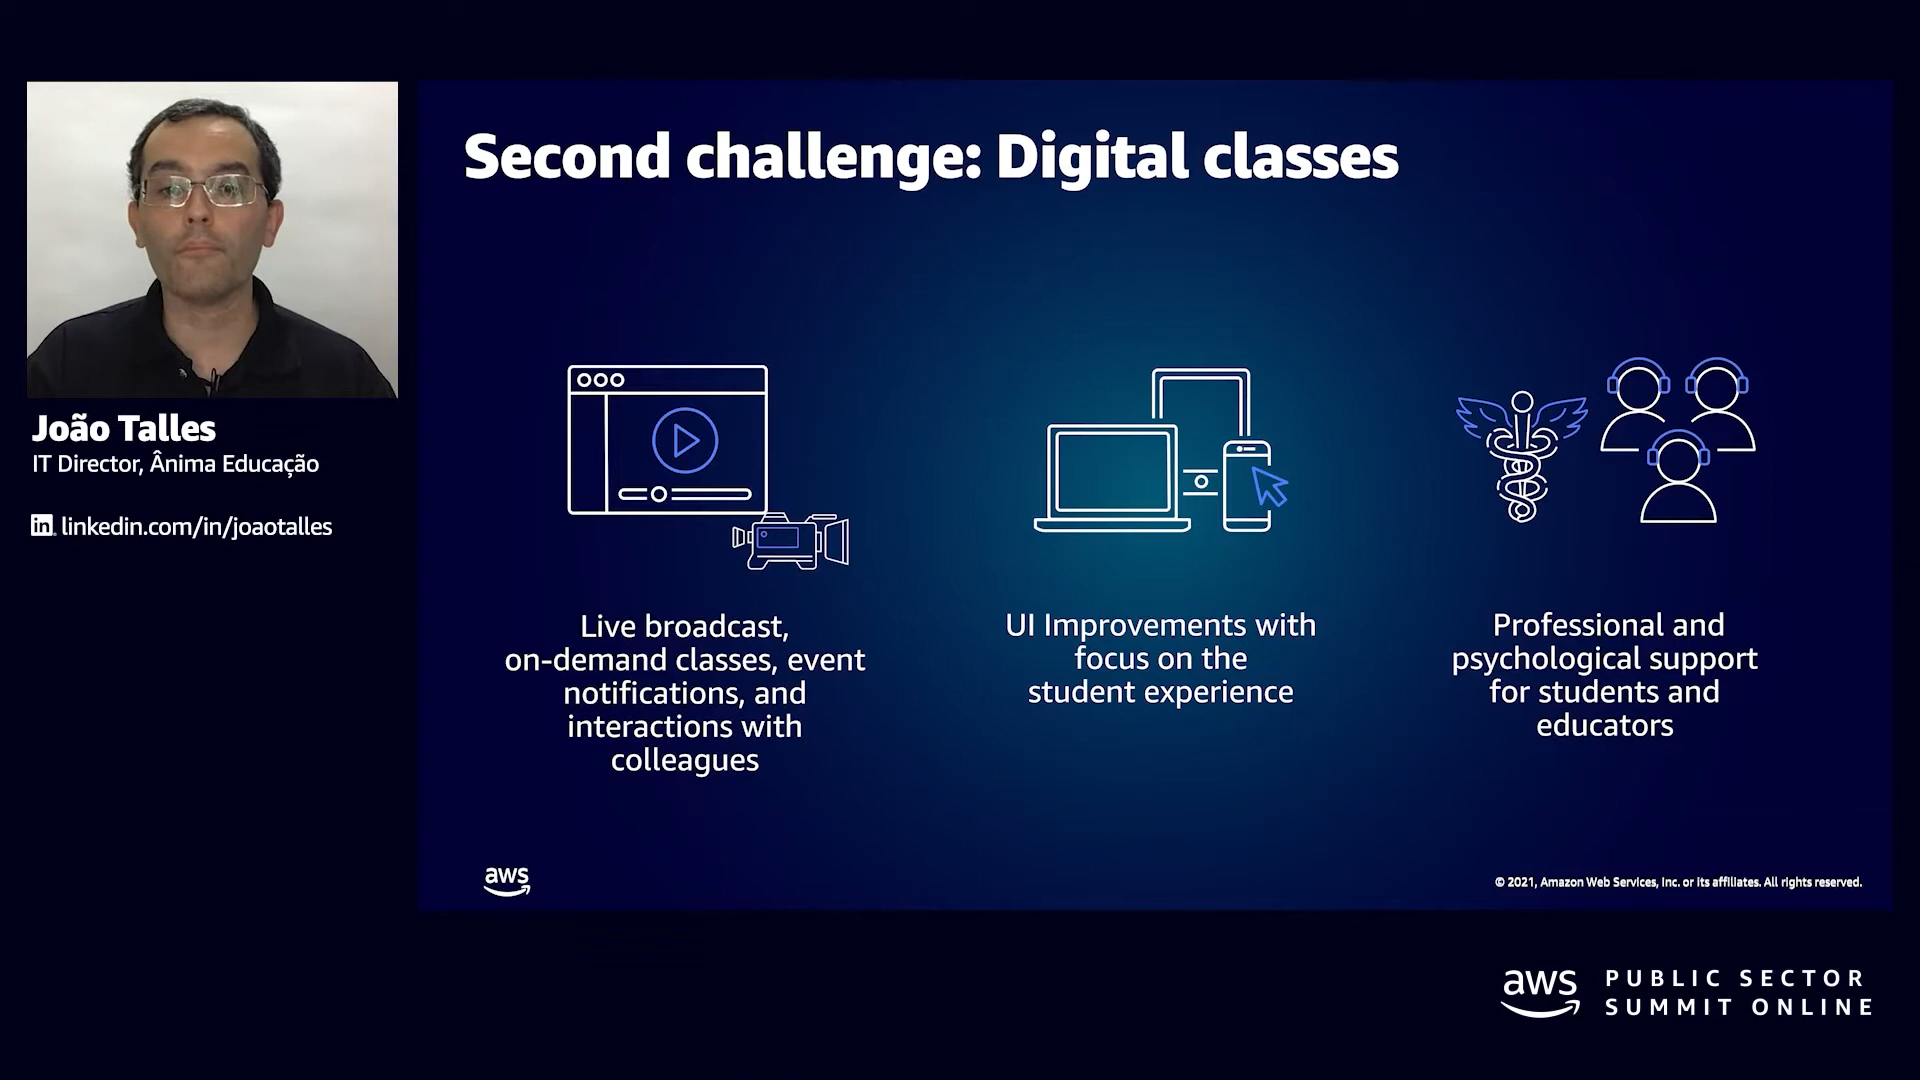 Second challenge: Digital classes
João Talles
IT Director, Ânima Educação
in linkedin.com/in/joaotalles
Live broadcast,
on-demand classes, event
notifications, and
interactions with
colleagues
UI Improvements with
focus on the
student experience
Professional and
psychological support
for students and
educators
aws
© 2021, Amazon Web Services, Inc. or its affiliates. All rights reserved.
aws PUBLIC SECTOR
SUMMIT ONLINE